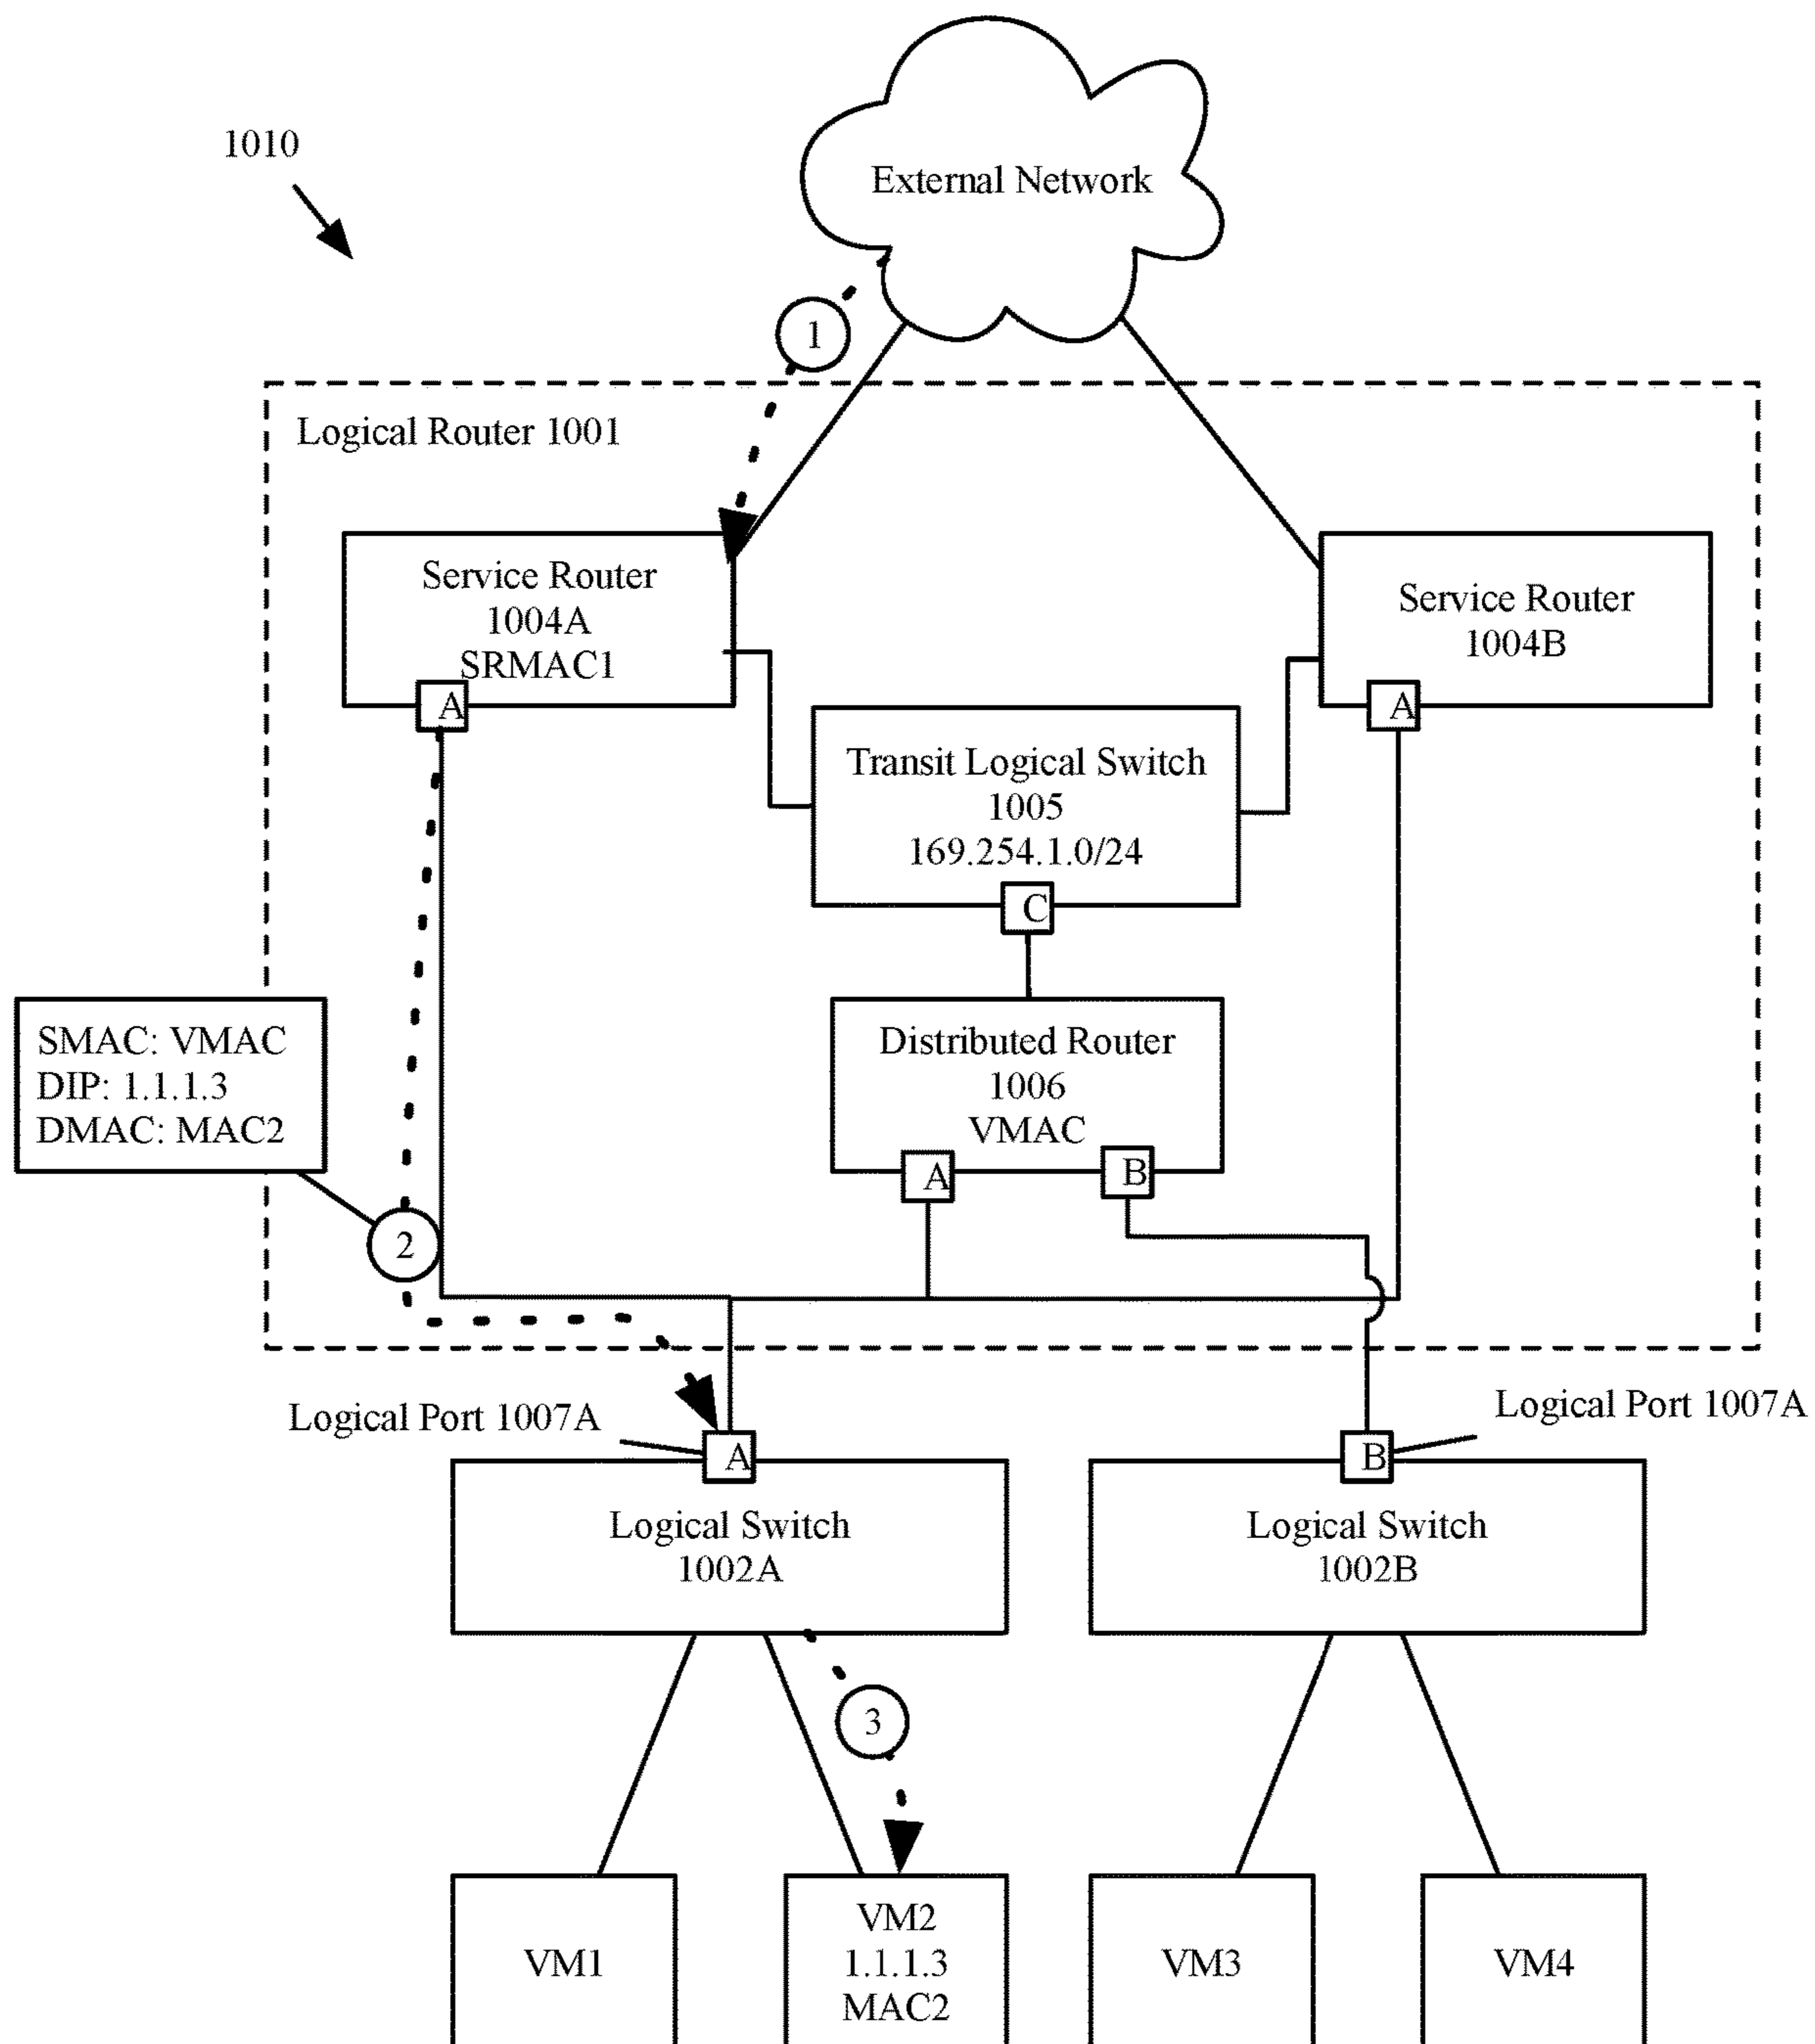 1010
External Network
1
Logical Router 1001
Service Router
1004A
SRMAC1
A
Service Router
1004B
A
Transit Logical Switch
1005
169.254.1.0/24
C
SMAC: VMAC
DIP: 1.1.1.3
DMAC: MAC2
Distributed Router
1006
VMAC
A
B
2
Logical Port 1007A
Logical Port 1007A
A
B
Logical Switch
1002A
Logical Switch
1002B
3
VM1
VM2
1.1.1.3
MAC2
VM3
VM4